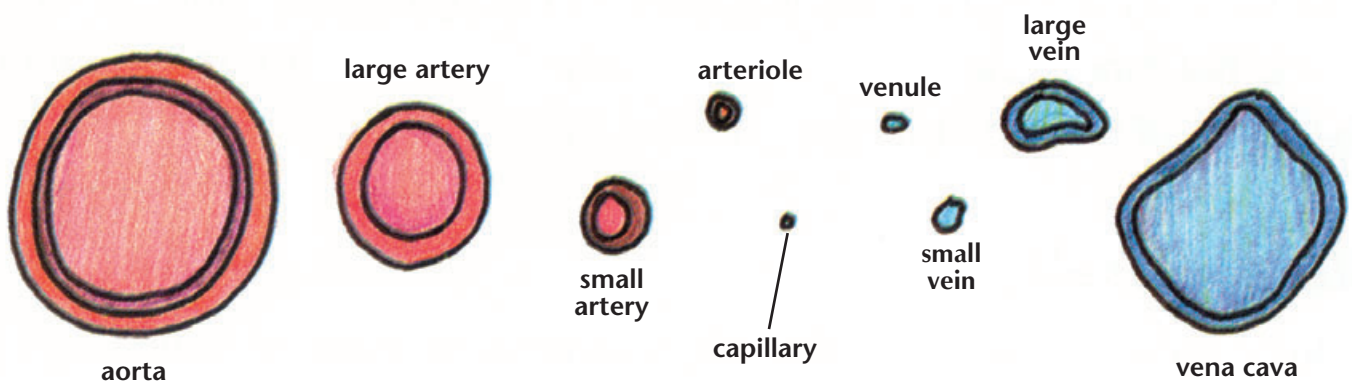 aorta
large artery
small
artery
arteriole
capillary
venule
small
vein
large
vein
vena cava